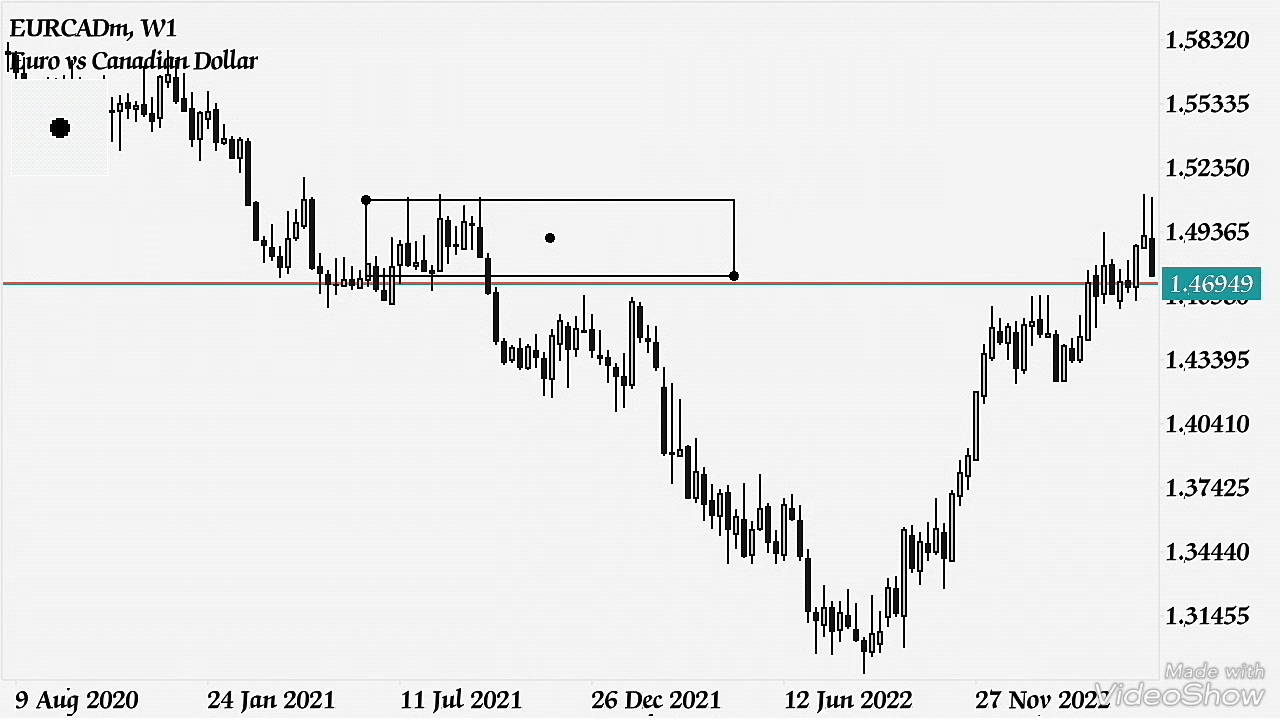 EURCADm, W1
Euro vs Canadian Dollar
1.58320
1.55335
1.52350
1.49365
1.46949
1.43395
1.40410
1.37425
1.34440
1.31455
Made with
VideoShow
9 Aug 2020 24 Jan 2021 11 Jul 2021 26 Dec 2021 12 Jun 2022 27 Nov 2022